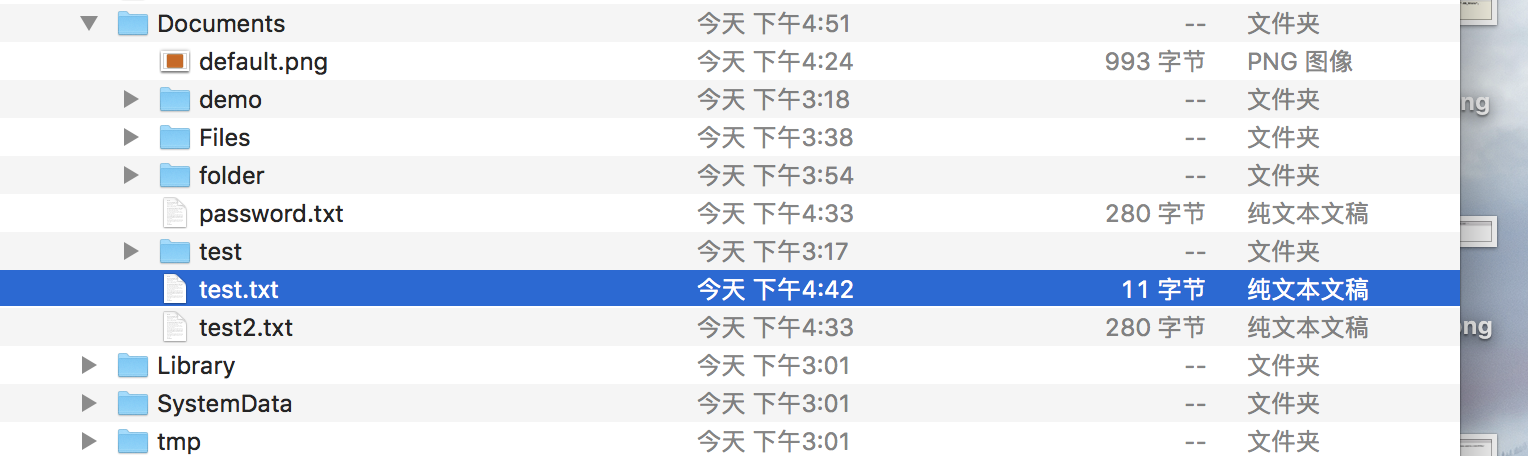 Documents 今天 下午4:51 -- 文件夹
default.png 今天 下午4:24 993 字节 PNG 图像
demo 今天 下午3:18 -- 文件夹
Files 今天 下午3:38 -- 文件夹
folder 今天 下午3:54 -- 文件夹
password.txt 今天 下午4:33 280 字节 纯文本文稿
test 今天 下午3:17 -- 文件夹
test.txt 今天 下午4:42 11 字节 纯文本文稿
test2.txt 今天 下午4:33 280 字节 纯文本文稿
Library 今天 下午3:01 -- 文件夹
SystemData 今天 下午3:01 -- 文件夹
tmp 今天 下午3:01 -- 文件夹